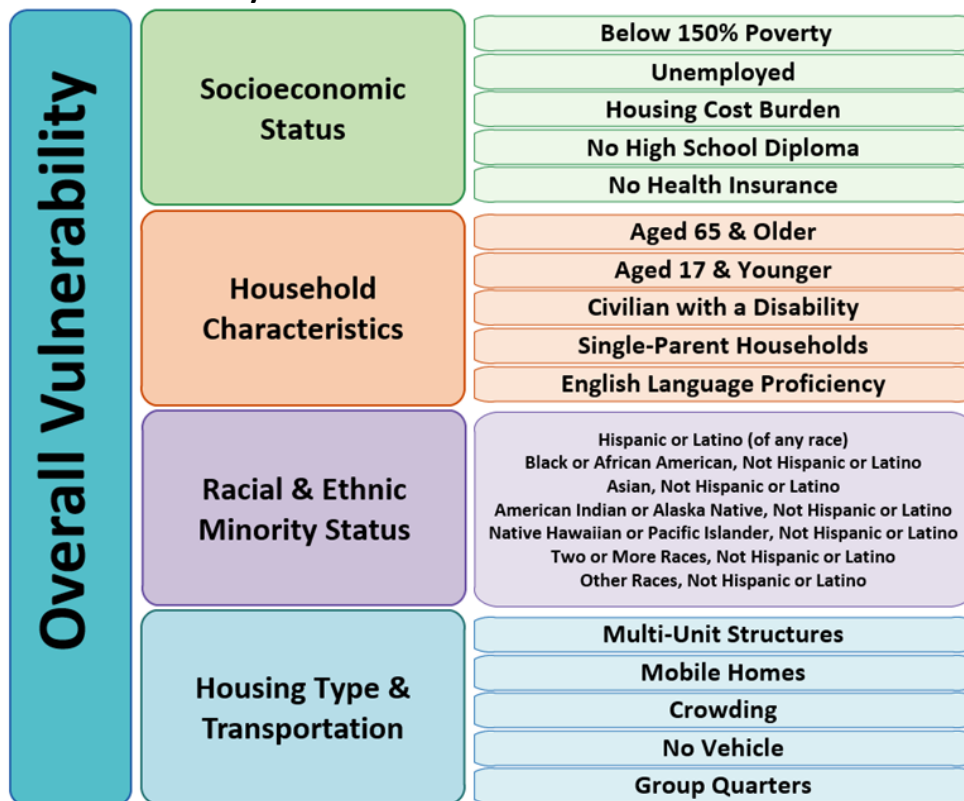 Overall Vulnerability
Socioeconomic
Status
Below 150% Poverty
Unemployed
Housing Cost Burden
No High School Diploma
No Health Insurance
Household
Characteristics
Aged 65 & Older
Aged 17 & Younger
Civilian with a Disability
Single-Parent Households
English Language Proficiency
Racial & Ethnic
Minority Status
Hispanic or Latino (of any race)
Black or African American, Not Hispanic or Latino
Asian, Not Hispanic or Latino
American Indian or Alaska Native, Not Hispanic or Latino
Native Hawaiian or Pacific Islander, Not Hispanic or Latino
Two or More Races, Not Hispanic or Latino
Other Races, Not Hispanic or Latino
Housing Type &
Transportation
Multi-Unit Structures
Mobile Homes
Crowding
No Vehicle
Group Quarters